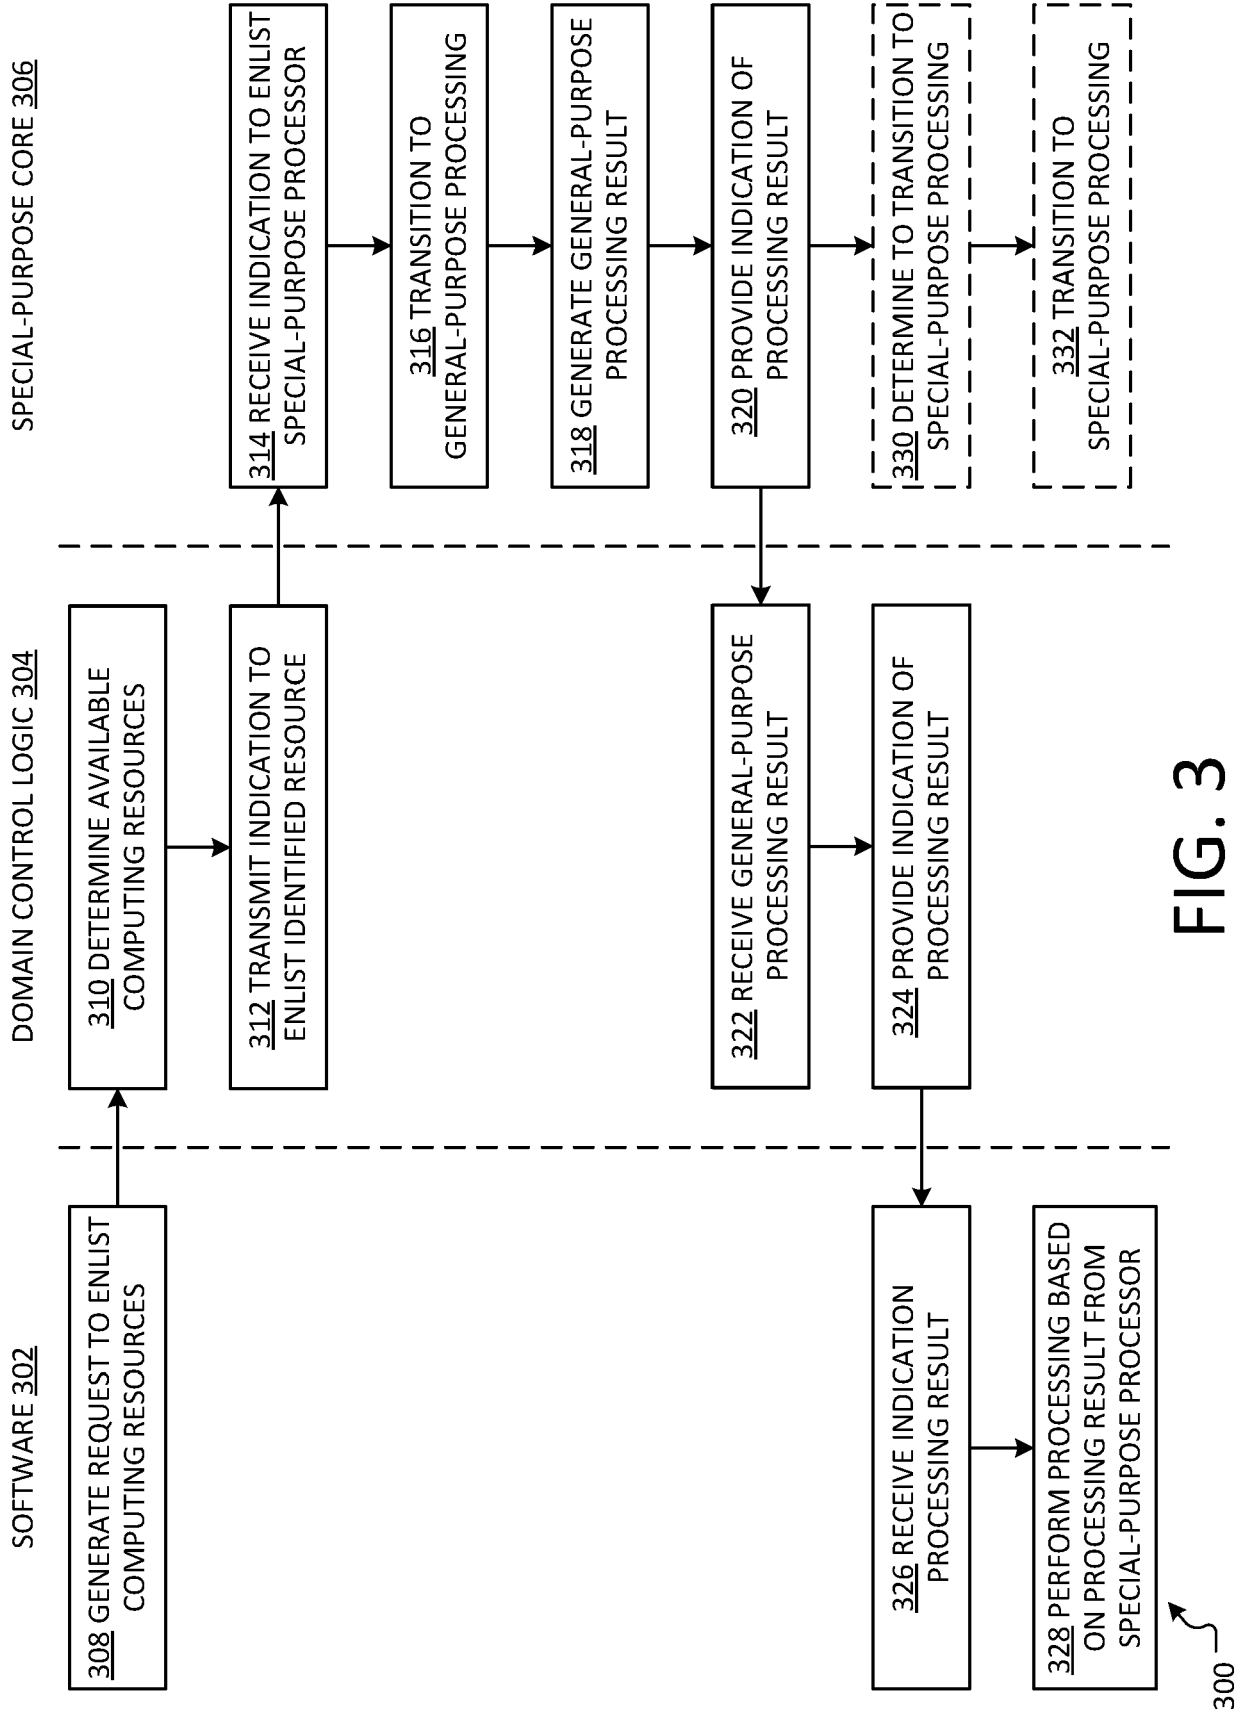 SOFTWARE 302
DOMAIN CONTROL LOGIC 304
SPECIAL-PURPOSE CORE 306
308 GENERATE REQUEST TO ENLIST
COMPUTING RESOURCES
310 DETERMINE AVAILABLE
COMPUTING RESOURCES
312 TRANSMIT INDICATION TO
ENLIST IDENTIFIED RESOURCE
314 RECEIVE INDICATION TO ENLIST
SPECIAL-PURPOSE PROCESSOR
316 TRANSITION TO
GENERAL-PURPOSE PROCESSING
318 GENERATE GENERAL-PURPOSE
PROCESSING RESULT
320 PROVIDE INDICATION OF
PROCESSING RESULT
322 RECEIVE GENERAL-PURPOSE
PROCESSING RESULT
324 PROVIDE INDICATION OF
PROCESSING RESULT
326 RECEIVE INDICATION
PROCESSING RESULT
328 PERFORM PROCESSING BASED
ON PROCESSING RESULT FROM
SPECIAL-PURPOSE PROCESSOR
330 DETERMINE TO TRANSITION TO
SPECIAL-PURPOSE PROCESSING
332 TRANSITION TO
SPECIAL-PURPOSE PROCESSING
300
FIG. 3